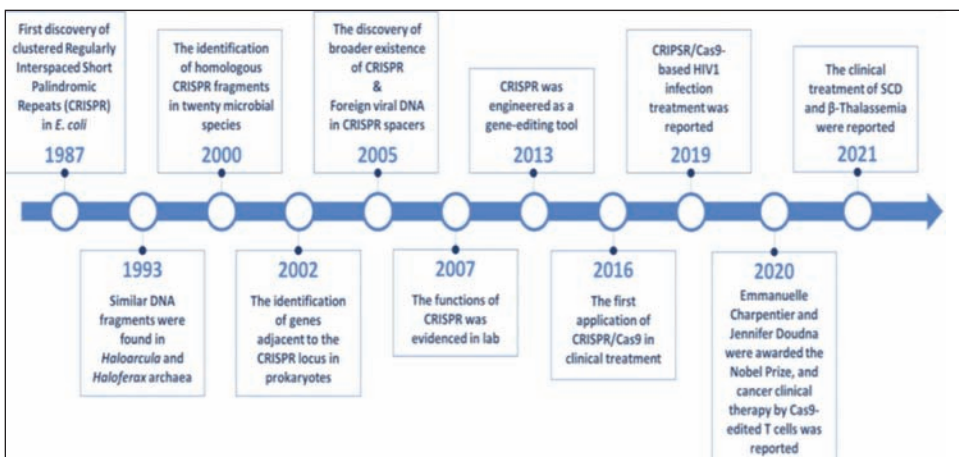 First discovery of
clustered Regularly
Interspaced Short
Palindromic
Repeats (CRISPR)
in E. coli
1987
1993
Similar DNA
fragments were
found in
Haloarcula and
Haloferax archaea
The identification
of homologous
CRISPR fragments
in twenty microbial
species
2000
2002
The identification
of genes
adjacent to the
CRISPR locus in
prokaryotes
The discovery of
broader existence
of CRISPR
&
Foreign viral DNA
in CRISPR spacers
2005
2007
The functions of
CRISPR was
evidenced in lab
CRISPR was
engineered as a
gene-editing tool
2013
2016
The first
application of
CRISPR/Cas9 in
clinical treatment
CRIPSR/Cas9-
based HIV1
infection
treatment was
reported
2019
2020
Emmanuelle
Charpentier and
Jennifer Doudna
were awarded the
Nobel Prize, and
cancer clinical
therapy by Cas9-
edited T cells was
reported
The clinical
treatment of SCD
and β-Thalassemia
were reported
2021